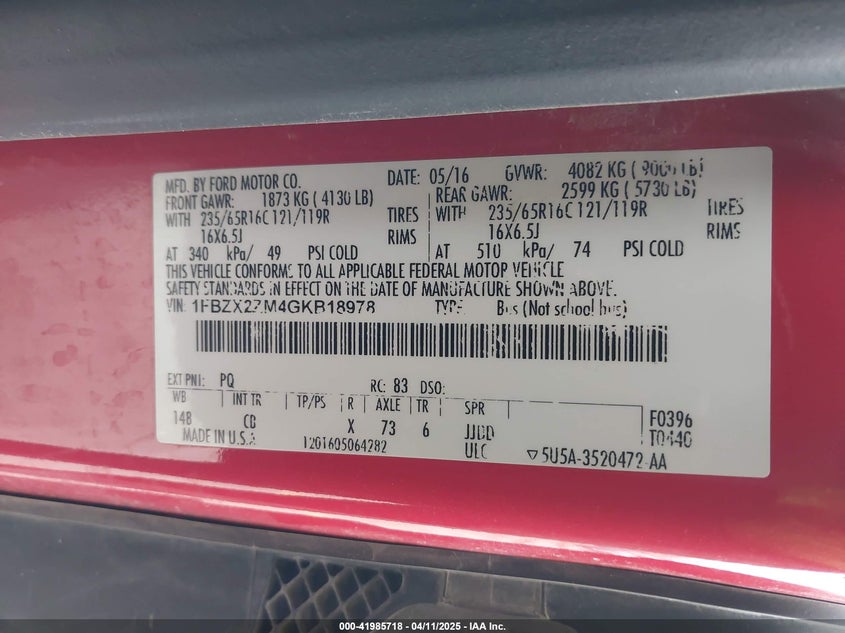 MFD. BY FORD MOTOR CO. DATE: 05/16 GVWR: 4082 KG ( 9000 LB)
FRONT GAWR: 1873 KG ( 4130 LB) REAR GAWR: 2599 KG ( 5730 LB)
WITH 235/65R16C 121/119R TIRES WITH 235/65R16C 121/119R TIRES
16X6.5J RIMS 16X6.5J RIMS
AT 340 kPa/ 49 PSI COLD AT 510 kPa/ 74 PSI COLD
THIS VEHICLE CONFORMS TO ALL APPLICABLE FEDERAL MOTOR VEHICLE
SAFETY STANDARDS IN EFFECT ON THE DATE OF MANUFACTURE SHOWN ABOVE.
VIN: 1FBZX2ZM4GKB18978 TYPE: Bus (Not School bus)
EXT PNT: PQ RC: 83 DSO:
WB INT TR TP/PS R AXLE TR SPR
148 CB X 73 6 JJDD F0396
MADE IN U.S.A. 1201605064282 ULC T0440
▽ 5U5A-3520472-AA
000-41985718 - 04/11/2025 - IAA Inc.